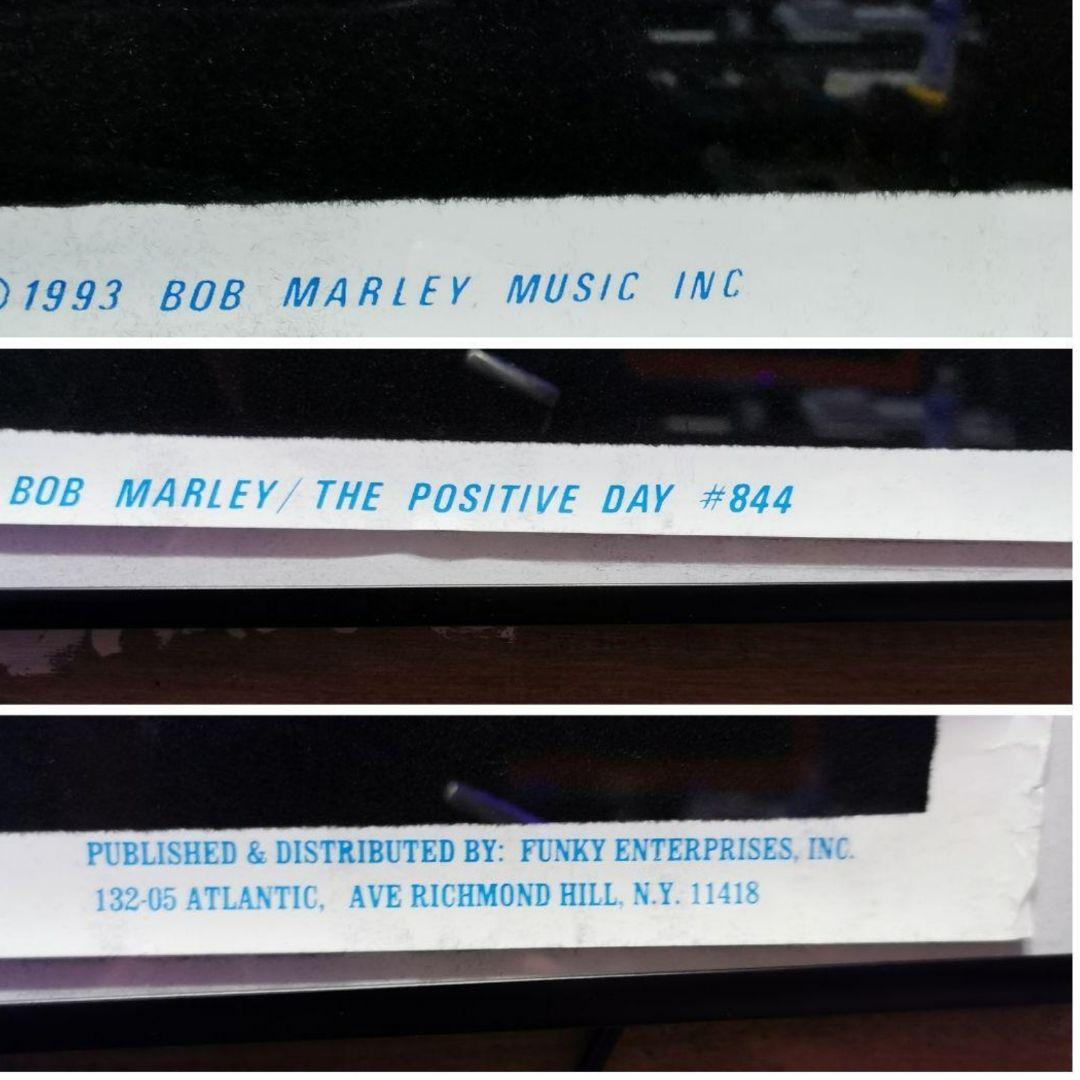 ©1993 BOB MARLEY MUSIC INC
BOB MARLEY/THE POSITIVE DAY #844
PUBLISHED & DISTRIBUTED BY: FUNKY ENTERPRISES, INC.
132-05 ATLANTIC, AVE RICHMOND HILL, N.Y. 11418